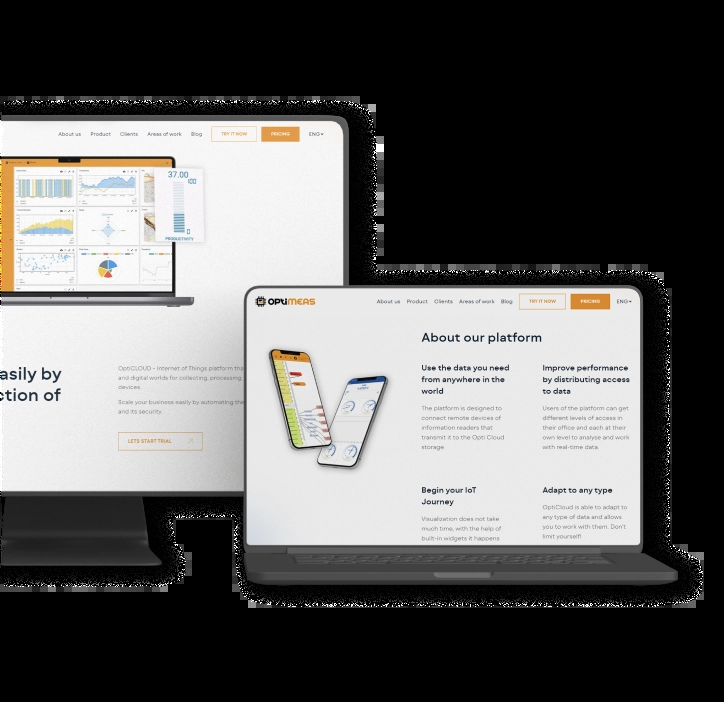 About us Product Clients Areas of work Blog TRY IT NOW PRICING ENG
37.00
100
PRODUCTIVITY
asily by
ction of
OptiCLOUD - Internet of Things platform tha
and digital worlds for collecting, processing,
devices.
Scale your business easily by automating the
and its security
LETS START TRIAL
OPTiMEAS About us Product Clients Areas of work Blog TRY IT NOW PRICING ENG
About our platform
Use the data you need
from anywhere in the
world
The platform is designed to
connect remote devices of
information readers that
transmit it to the Opti Cloud
storage
Improve performance
by distributing access
to data
Users of the platform can get
different levels of access in
their office and each at their
own level to analyse and work
with real-time data
Begin your IoT
Journey
Visualization does not take
much time, with the help of
built-in widgets it happens
Adapt to any type
OptiCloud is able to adapt to
any type of data and allows
you to work with them. Don't
limit yourself!